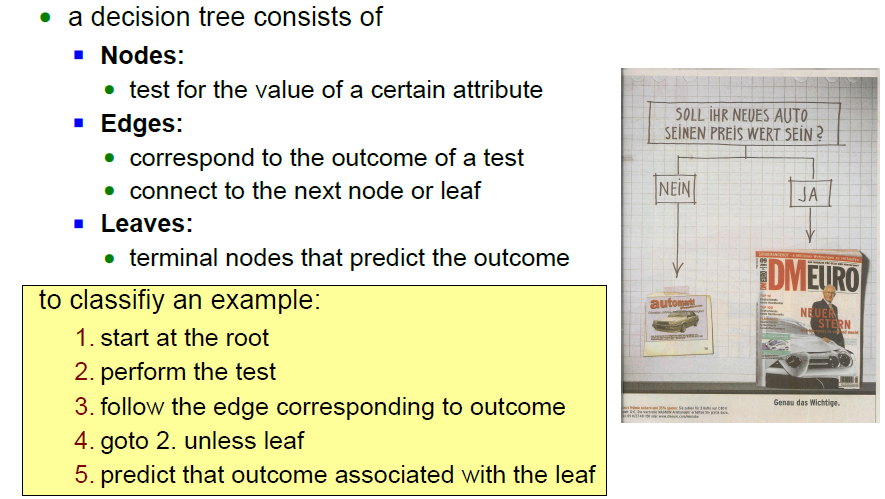 a decision tree consists of
Nodes:
test for the value of a certain attribute
Edges:
correspond to the outcome of a test
connect to the next node or leaf
Leaves:
terminal nodes that predict the outcome
to classifiy an example:
1. start at the root
2. perform the test
3. follow the edge corresponding to outcome
4. goto 2. unless leaf
5. predict that outcome associated with the leaf
SOLL iHR NEUES AUTO
SEiNEN PREiS WERT SEiN?
NEiN
JA
automarkt
DMEURO
NEUER
STERN
Genau das Wichtige.